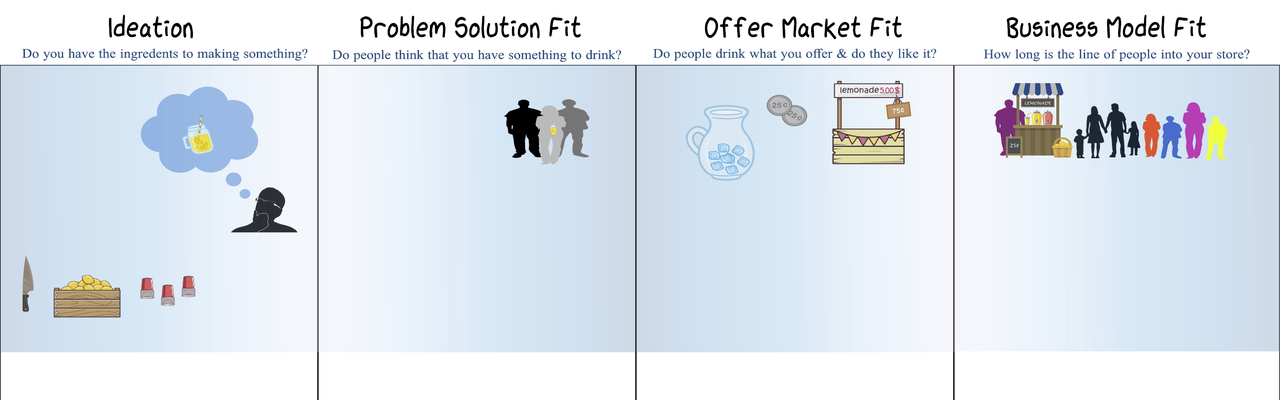 Ideation
Do you have the ingredents to making something?
Problem Solution Fit
Do people think that you have something to drink?
Offer Market Fit
Do people drink what you offer & do they like it?
25¢
25¢
lemonade 5,00 $
75¢
Business Model Fit
How long is the line of people into your store?
LEMONADE
25¢